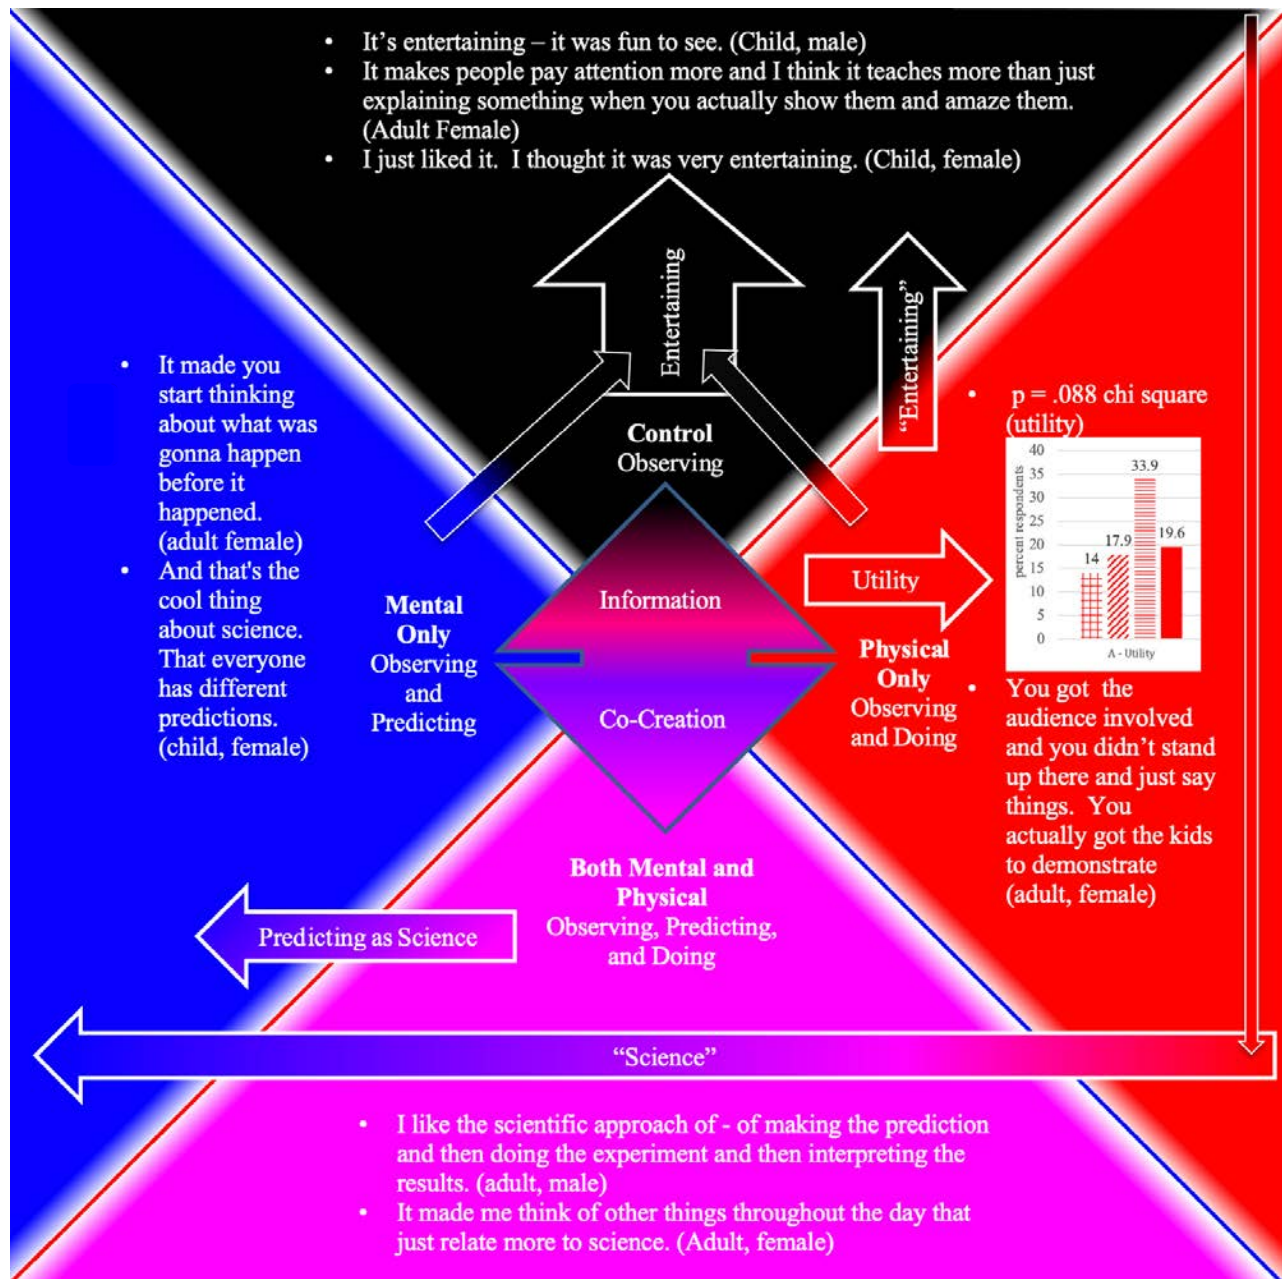 • It’s entertaining – it was fun to see. (Child, male)
• It makes people pay attention more and I think it teaches more than just
explaining something when you actually show them and amaze them.
(Adult Female)
• I just liked it.  I thought it was very entertaining. (Child, female)
Entertaining
“Entertaining”
• It made you
start thinking
about what was
gonna happen
before it
happened.
(adult female)
• And that's the
cool thing
about science.
That everyone
has different
predictions.
(child, female)
Control
Observing
Mental
Only
Observing
and
Predicting
Information
Co-Creation
Utility
Physical
Only
Observing
and Doing
• p = .088 chi square
(utility)
percent respondents
40
35
30
25
20
15
10
5
0
14
17.9
33.9
19.6
A - Utility
• You got  the
audience involved
and you didn’t stand
up there and just say
things.  You
actually got the kids
to demonstrate
(adult, female)
Both Mental and
Physical
Observing, Predicting,
and Doing
Predicting as Science
“Science”
• I like the scientific approach of - of making the prediction
and then doing the experiment and then interpreting the
results. (adult, male)
• It made me think of other things throughout the day that
just relate more to science. (Adult, female)